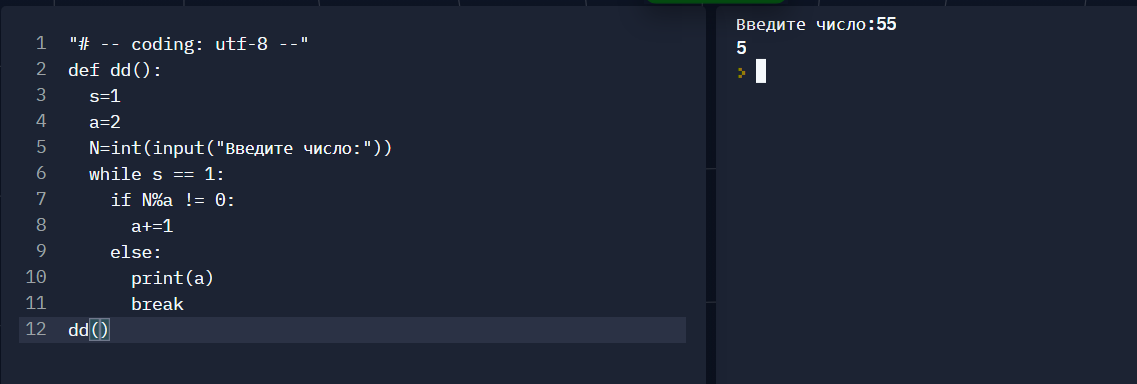 1 "# -- coding: utf-8 --"
2 def dd():
3   s=1
4   a=2
5   N=int(input("Введите число:"))
6   while s == 1:
7     if N%a != 0:
8       a+=1
9     else:
10       print(a)
11       break
12 dd()
Введите число:55
5
>